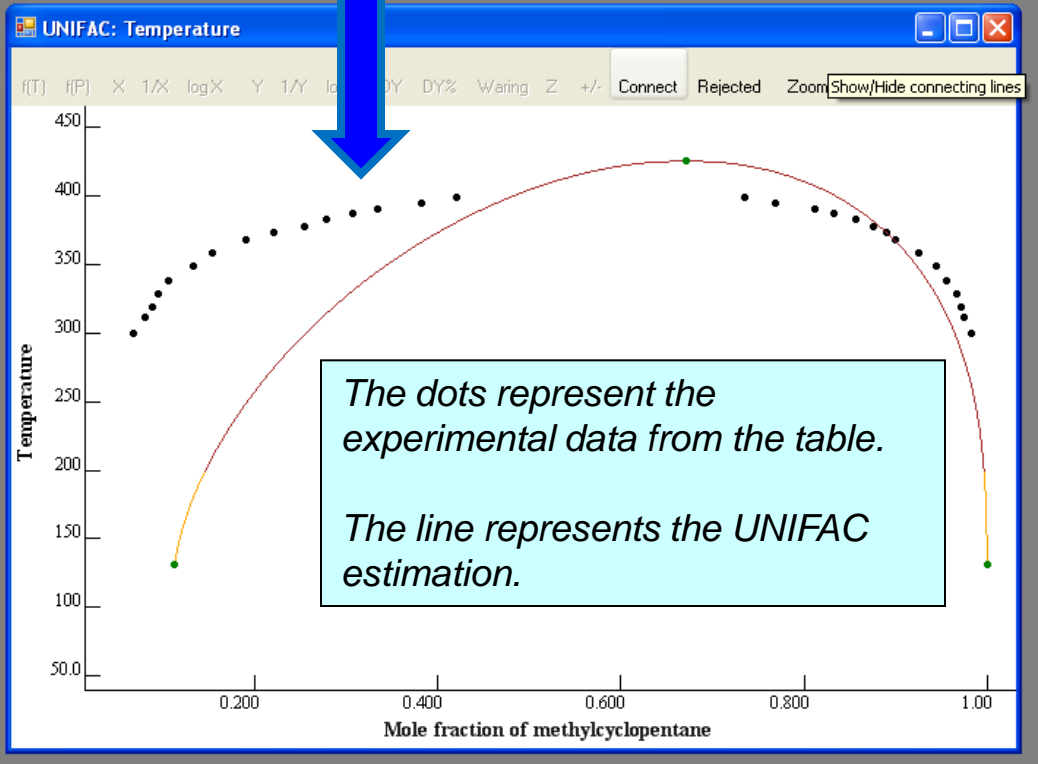 UNIFAC: Temperature
f(T) f(P) X 1/X logX Y 1/Y DY DY% Waring Z +/- Connect Rejected Zoom Show/Hide connecting lines
450
400
350
300
250
200
150
100
50.0
Temperature
The dots represent the
experimental data from the table.
The line represents the UNIFAC
estimation.
0.200 0.400 0.600 0.800 1.00
Mole fraction of methylcyclopentane